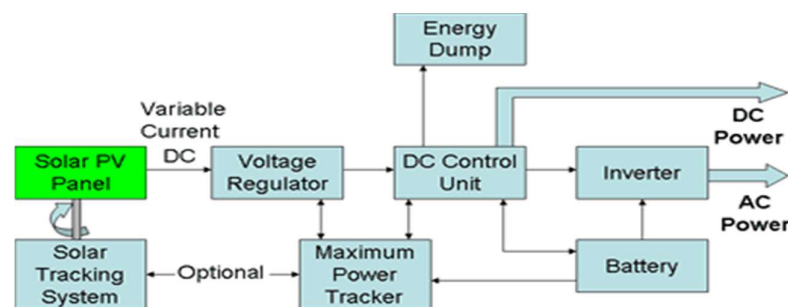 Energy
Dump
Variable
Current
DC
DC
Power
Solar PV
Panel
Voltage
Regulator
DC Control
Unit
Inverter
AC
Power
Solar
Tracking
System
Optional
Maximum
Power
Tracker
Battery